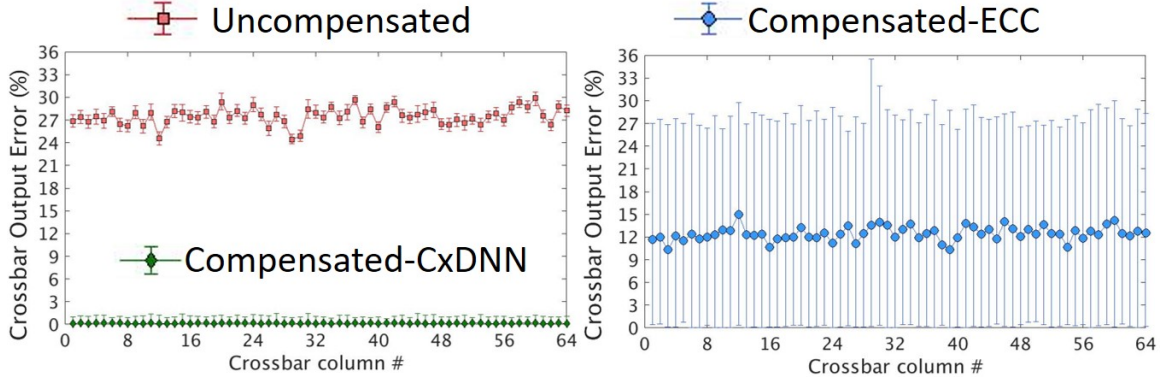 Uncompensated
Compensated-ECC
Crossbar Output Error (%)
36
33
30
27
24
21
18
15
12
9
6
3
0
Compensated-CxDNN
0 8 16 24 32 40 48 56 64
Crossbar column #
Crossbar Output Error (%)
36
33
30
27
24
21
18
15
12
9
6
3
0
0 8 16 24 32 40 48 56 64
Crossbar column #